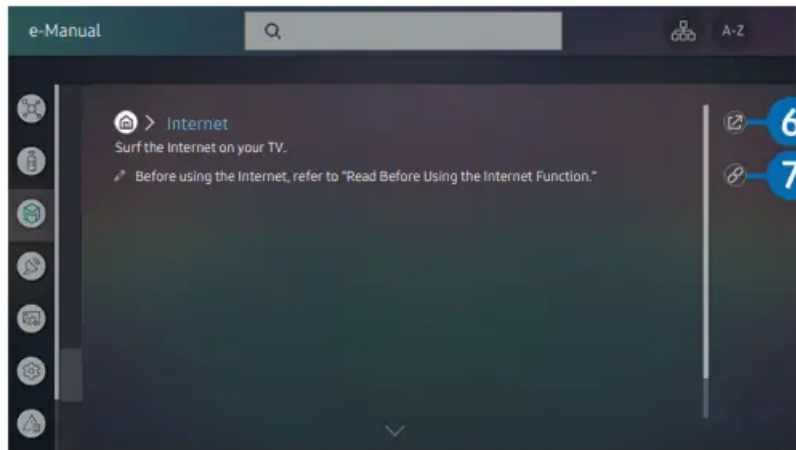 e-Manual
A-Z
> Internet
Surf the Internet on your TV.
Before using the Internet, refer to "Read Before Using the Internet Function."
6
7